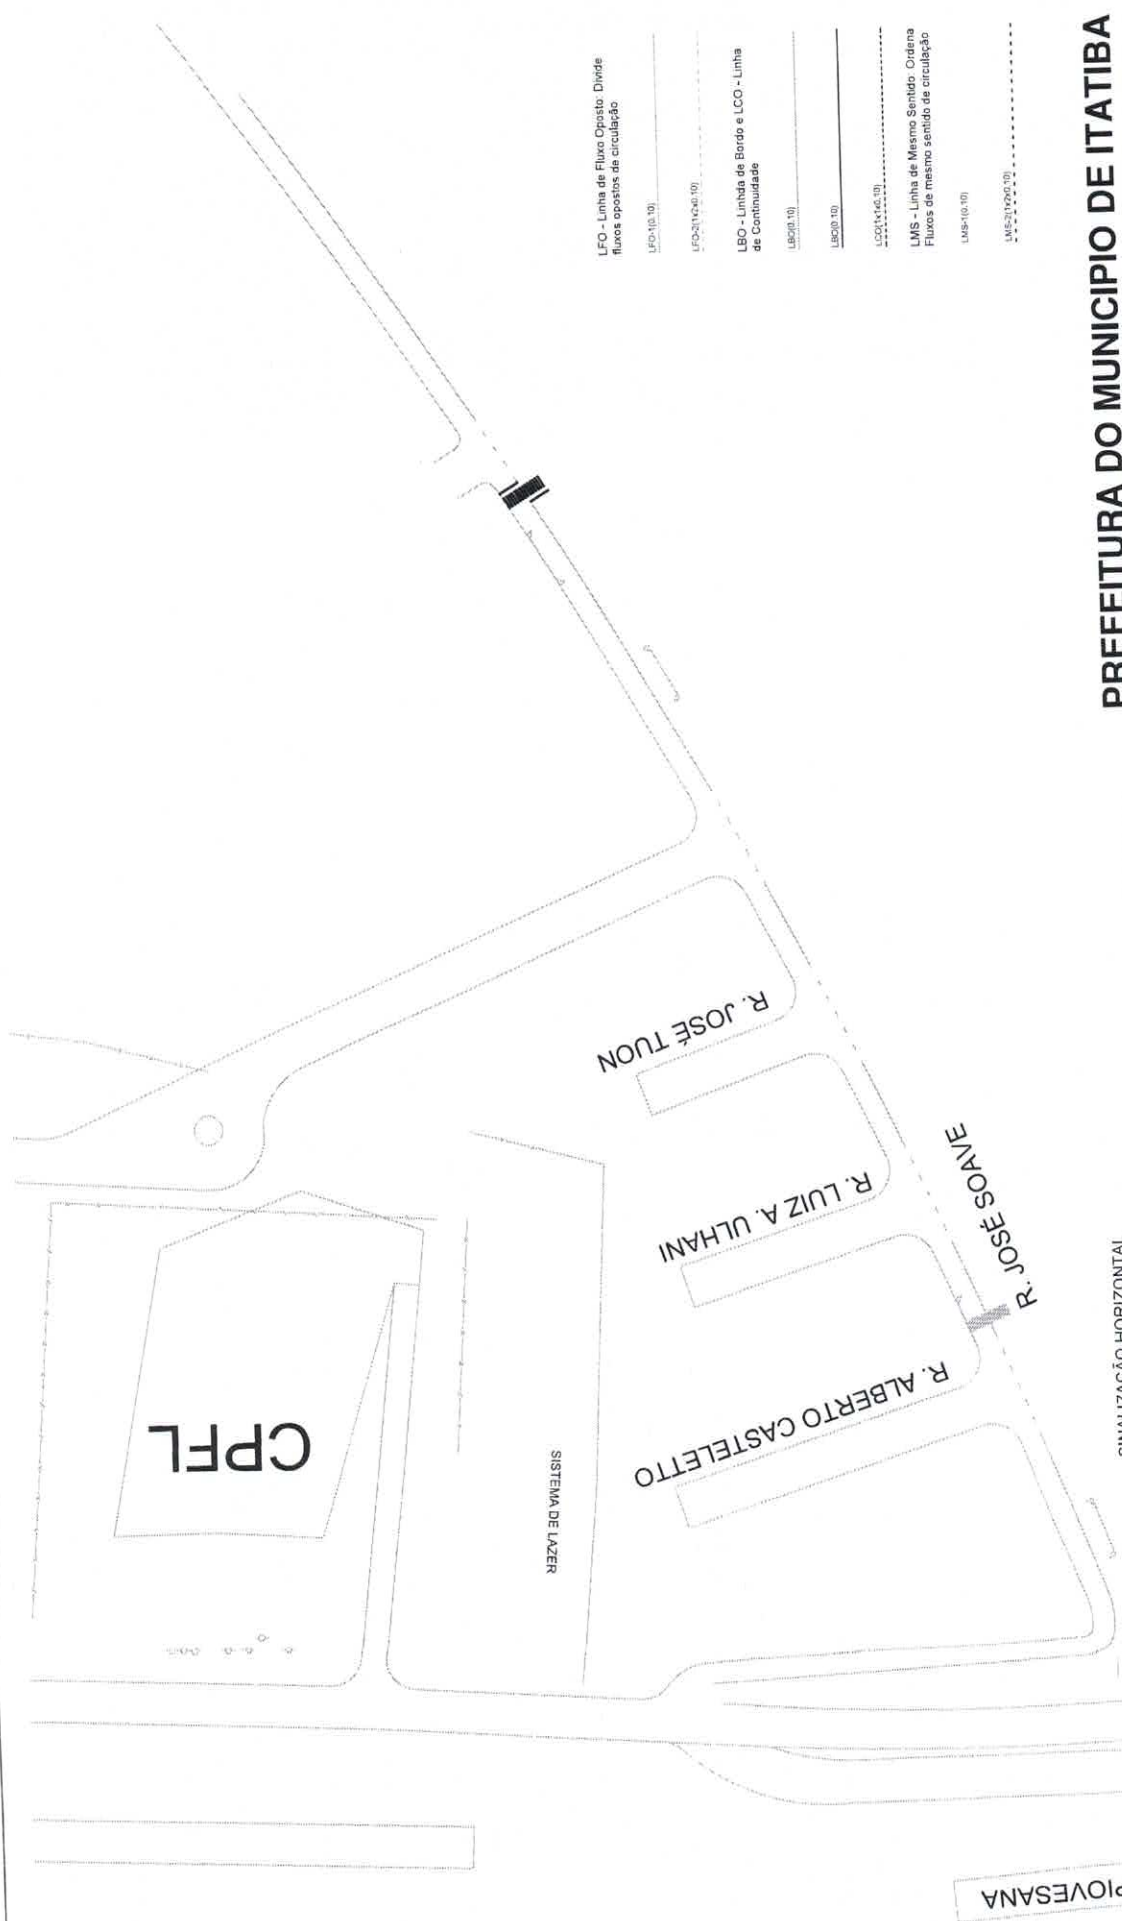 LFO - Linha de Fluxo Oposto: Divide
fluxos opostos de circulação
LFO-1(0.10)
LFO-2(1x2x0.10)
LBO - Linhda de Bordo e LCO - Linha
de Continuidade
LBO(0.10)
LBO(0.10)
LCO(1x1x0.10)
LMS - Linha de Mesmo Sentido: Ordena
Fluxos de mesmo sentido de circulação
LMS-1(0.10)
LMS-2(1x2x0.10)
PREFEITURA DO MUNICIPIO DE ITATIBA
R. JOSÉ TUON
R. LUIZ A. ULHANI
R. JOSÉ SOAVE
R. ALBERTO CASTELETTO
CPFL
SISTEMA DE LAZER
SINALIZAÇÃO HORIZONTAL
PIOVESANA